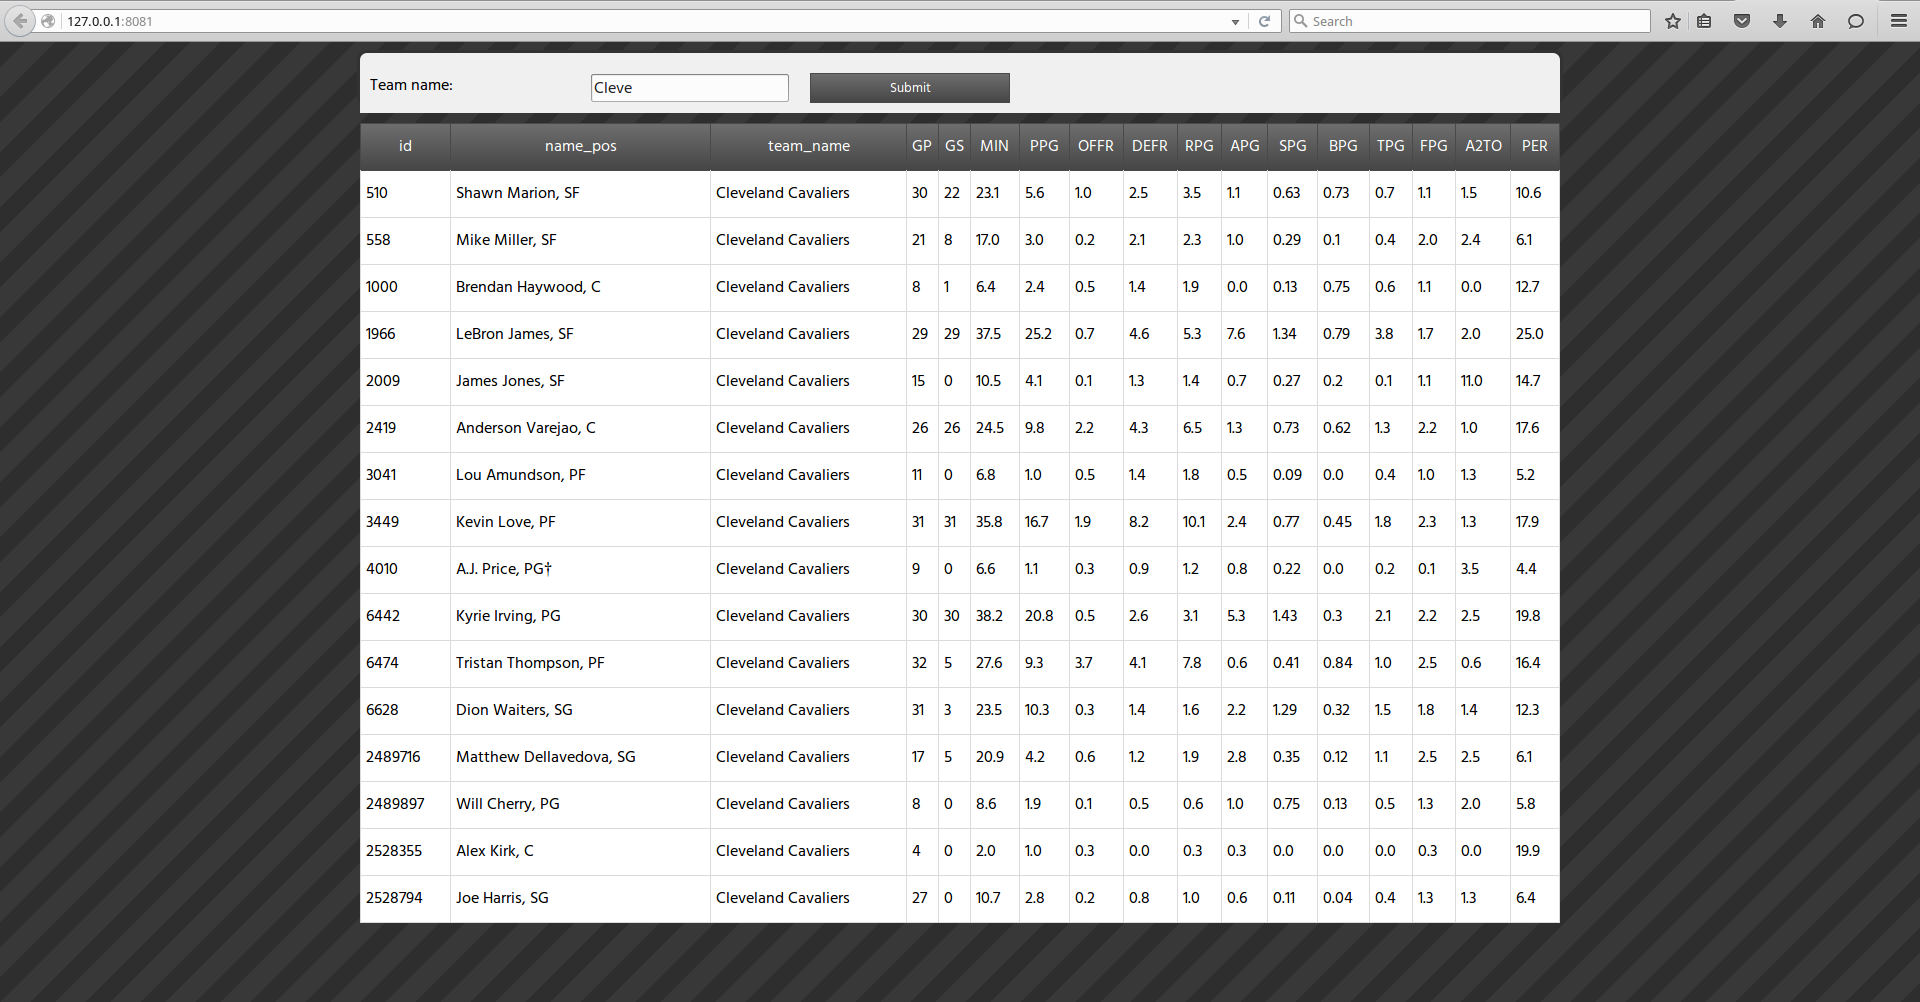 127.0.0.1:8081 Search
Team name: Cleve Submit
id name_pos team_name GP GS MIN PPG OFFR DEFR RPG APG SPG BPG TPG FPG A2TO PER
510 Shawn Marion, SF Cleveland Cavaliers 30 22 23.1 5.6 1.0 2.5 3.5 1.1 0.63 0.73 0.7 1.1 1.5 10.6
558 Mike Miller, SF Cleveland Cavaliers 21 8 17.0 3.0 0.2 2.1 2.3 1.0 0.29 0.1 0.4 2.0 2.4 6.1
1000 Brendan Haywood, C Cleveland Cavaliers 8 1 6.4 2.4 0.5 1.4 1.9 0.0 0.13 0.75 0.6 1.1 0.0 12.7
1966 LeBron James, SF Cleveland Cavaliers 29 29 37.5 25.2 0.7 4.6 5.3 7.6 1.34 0.79 3.8 1.7 2.0 25.0
2009 James Jones, SF Cleveland Cavaliers 15 0 10.5 4.1 0.1 1.3 1.4 0.7 0.27 0.2 0.1 1.1 11.0 14.7
2419 Anderson Varejao, C Cleveland Cavaliers 26 26 24.5 9.8 2.2 4.3 6.5 1.3 0.73 0.62 1.3 2.2 1.0 17.6
3041 Lou Amundson, PF Cleveland Cavaliers 11 0 6.8 1.0 0.5 1.4 1.8 0.5 0.09 0.0 0.4 1.0 1.3 5.2
3449 Kevin Love, PF Cleveland Cavaliers 31 31 35.8 16.7 1.9 8.2 10.1 2.4 0.77 0.45 1.8 2.3 1.3 17.9
4010 A.J. Price, PG† Cleveland Cavaliers 9 0 6.6 1.1 0.3 0.9 1.2 0.8 0.22 0.0 0.2 0.1 3.5 4.4
6442 Kyrie Irving, PG Cleveland Cavaliers 30 30 38.2 20.8 0.5 2.6 3.1 5.3 1.43 0.3 2.1 2.2 2.5 19.8
6474 Tristan Thompson, PF Cleveland Cavaliers 32 5 27.6 9.3 3.7 4.1 7.8 0.6 0.41 0.84 1.0 2.5 0.6 16.4
6628 Dion Waiters, SG Cleveland Cavaliers 31 3 23.5 10.3 0.3 1.4 1.6 2.2 1.29 0.32 1.5 1.8 1.4 12.3
2489716 Matthew Dellavedova, SG Cleveland Cavaliers 17 5 20.9 4.2 0.6 1.2 1.9 2.8 0.35 0.12 1.1 2.5 2.5 6.1
2489897 Will Cherry, PG Cleveland Cavaliers 8 0 8.6 1.9 0.1 0.5 0.6 1.0 0.75 0.13 0.5 1.3 2.0 5.8
2528355 Alex Kirk, C Cleveland Cavaliers 4 0 2.0 1.0 0.3 0.0 0.3 0.3 0.0 0.0 0.0 0.3 0.0 19.9
2528794 Joe Harris, SG Cleveland Cavaliers 27 0 10.7 2.8 0.2 0.8 1.0 0.6 0.11 0.04 0.4 1.3 1.3 6.4